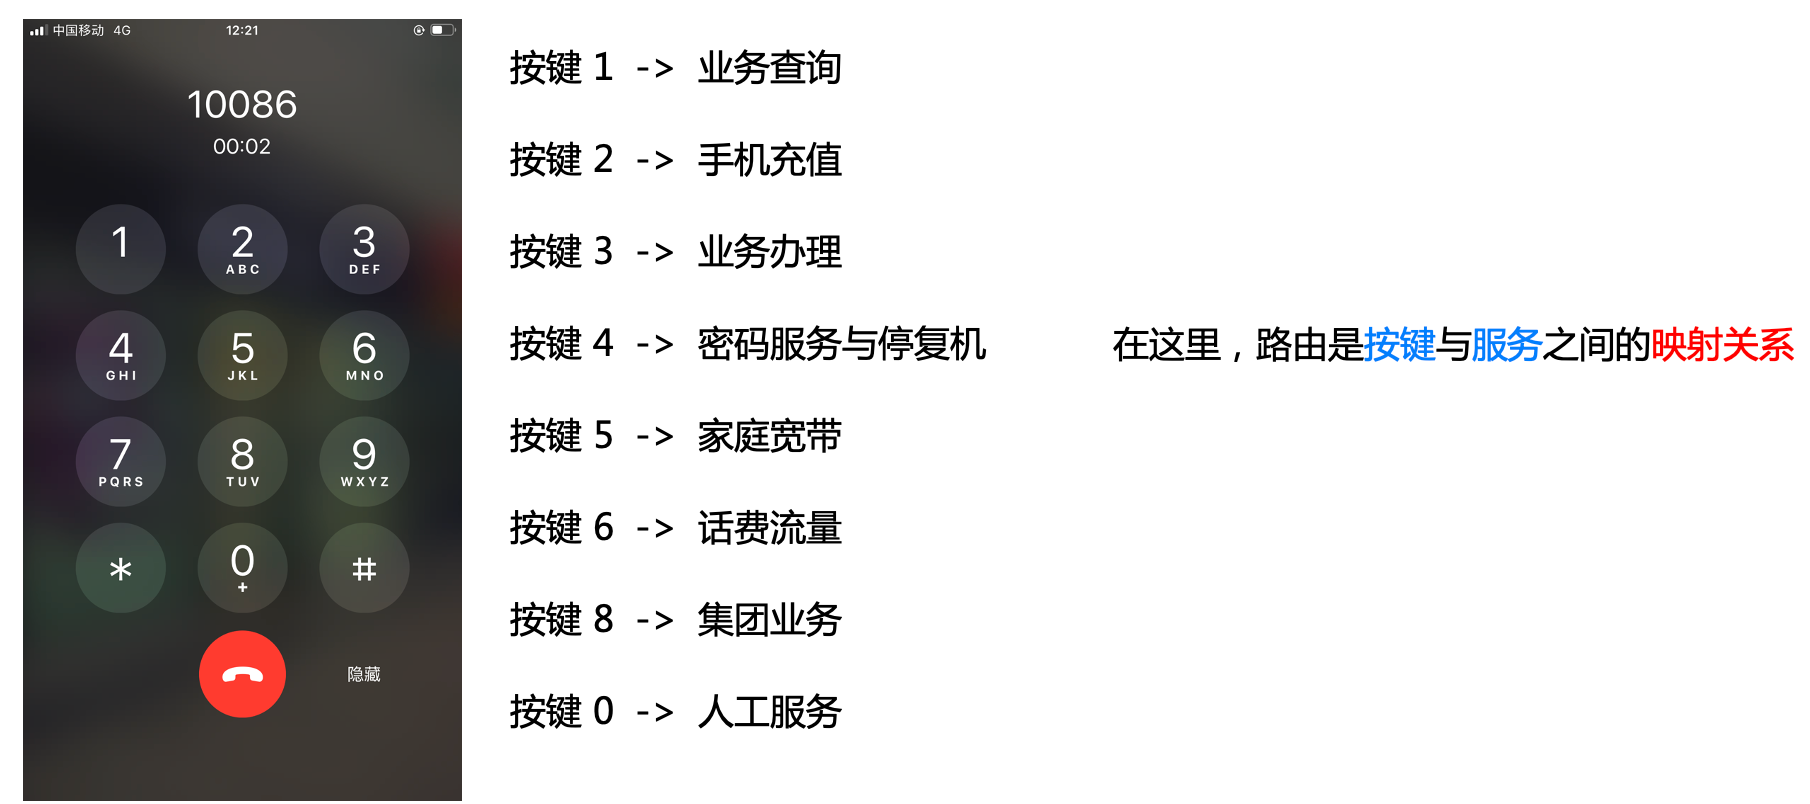 中国移动 4G 12:21
10086
00:02
1 2 3
ABC DEF
4 5 6
GHI JKL MNO
7 8 9
PQRS TUV WXYZ
* 0 #
+
隐藏
按键 1 -> 业务查询
按键 2 -> 手机充值
按键 3 -> 业务办理
按键 4 -> 密码服务与停复机
按键 5 -> 家庭宽带
按键 6 -> 话费流量
按键 8 -> 集团业务
按键 0 -> 人工服务
在这里，路由是按键与服务之间的映射关系